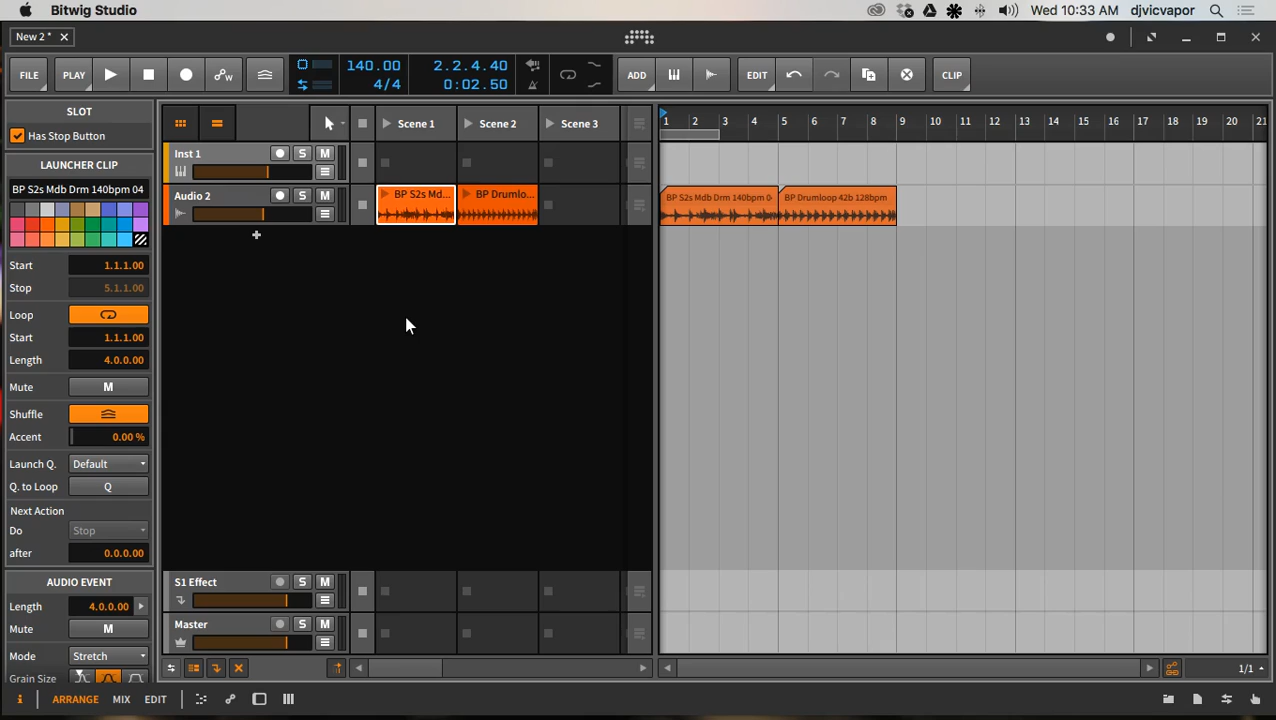 Bitwig Studio Wed 10:33 AM djvicvapor
New 2 *
FILE PLAY 140.00 4/4 2.2.4.40 0:02.50 ADD EDIT CLIP
SLOT
Has Stop Button
LAUNCHER CLIP
BP S2s Mdb Drm 140bpm 04
Start 1.1.1.00
Stop 5.1.1.00
Loop
Start 1.1.1.00
Length 4.0.0.00
Mute M
Shuffle
Accent 0.00 %
Launch Q. Default
Q. to Loop Q
Next Action
Do Stop
after 0.0.0.00
AUDIO EVENT
Length 4.0.0.00
Mute M
Mode Stretch
Grain Size
Scene 1 Scene 2 Scene 3
Inst 1 S M
Audio 2 S M
BP S2s Md... BP Drumlo...
S1 Effect S M
Master S M
1 2 3 4 5 6 7 8 9 10 11 12 13 14 15 16 17 18 19 20 21
BP S2s Mdb Drm 140bpm 0 BP Drumloop 42b 128bpm
1/1
i ARRANGE MIX EDIT